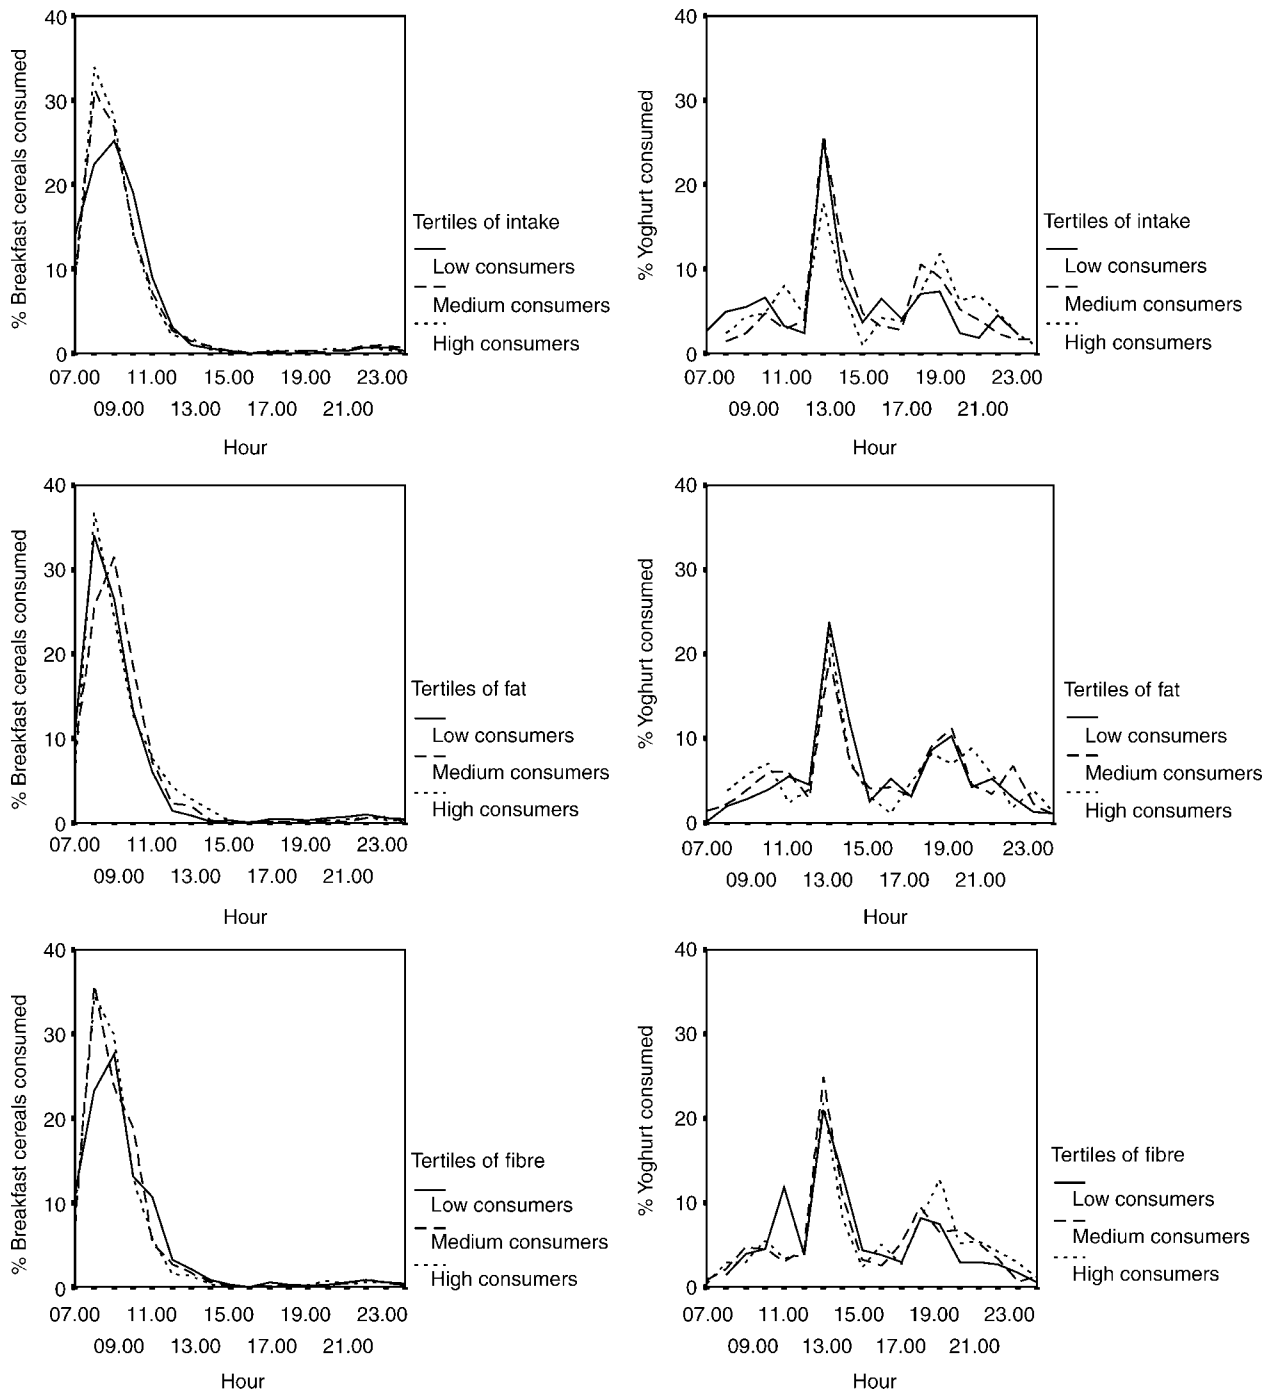 % Breakfast cereals consumed
40
30
20
10
0
07.00 11.00 15.00 19.00 23.00
09.00 13.00 17.00 21.00
Hour
Tertiles of intake
Low consumers
Medium consumers
High consumers
% Yoghurt consumed
40
30
20
10
0
07.00 11.00 15.00 19.00 23.00
09.00 13.00 17.00 21.00
Hour
Tertiles of intake
Low consumers
Medium consumers
High consumers
% Breakfast cereals consumed
40
30
20
10
0
07.00 11.00 15.00 19.00 23.00
09.00 13.00 17.00 21.00
Hour
Tertiles of fat
Low consumers
Medium consumers
High consumers
% Yoghurt consumed
40
30
20
10
0
07.00 11.00 15.00 19.00 23.00
09.00 13.00 17.00 21.00
Hour
Tertiles of fat
Low consumers
Medium consumers
High consumers
% Breakfast cereals consumed
40
30
20
10
0
07.00 11.00 15.00 19.00 23.00
09.00 13.00 17.00 21.00
Hour
Tertiles of fibre
Low consumers
Medium consumers
High consumers
% Yoghurt consumed
40
30
20
10
0
07.00 11.00 15.00 19.00 23.00
09.00 13.00 17.00 21.00
Hour
Tertiles of fibre
Low consumers
Medium consumers
High consumers